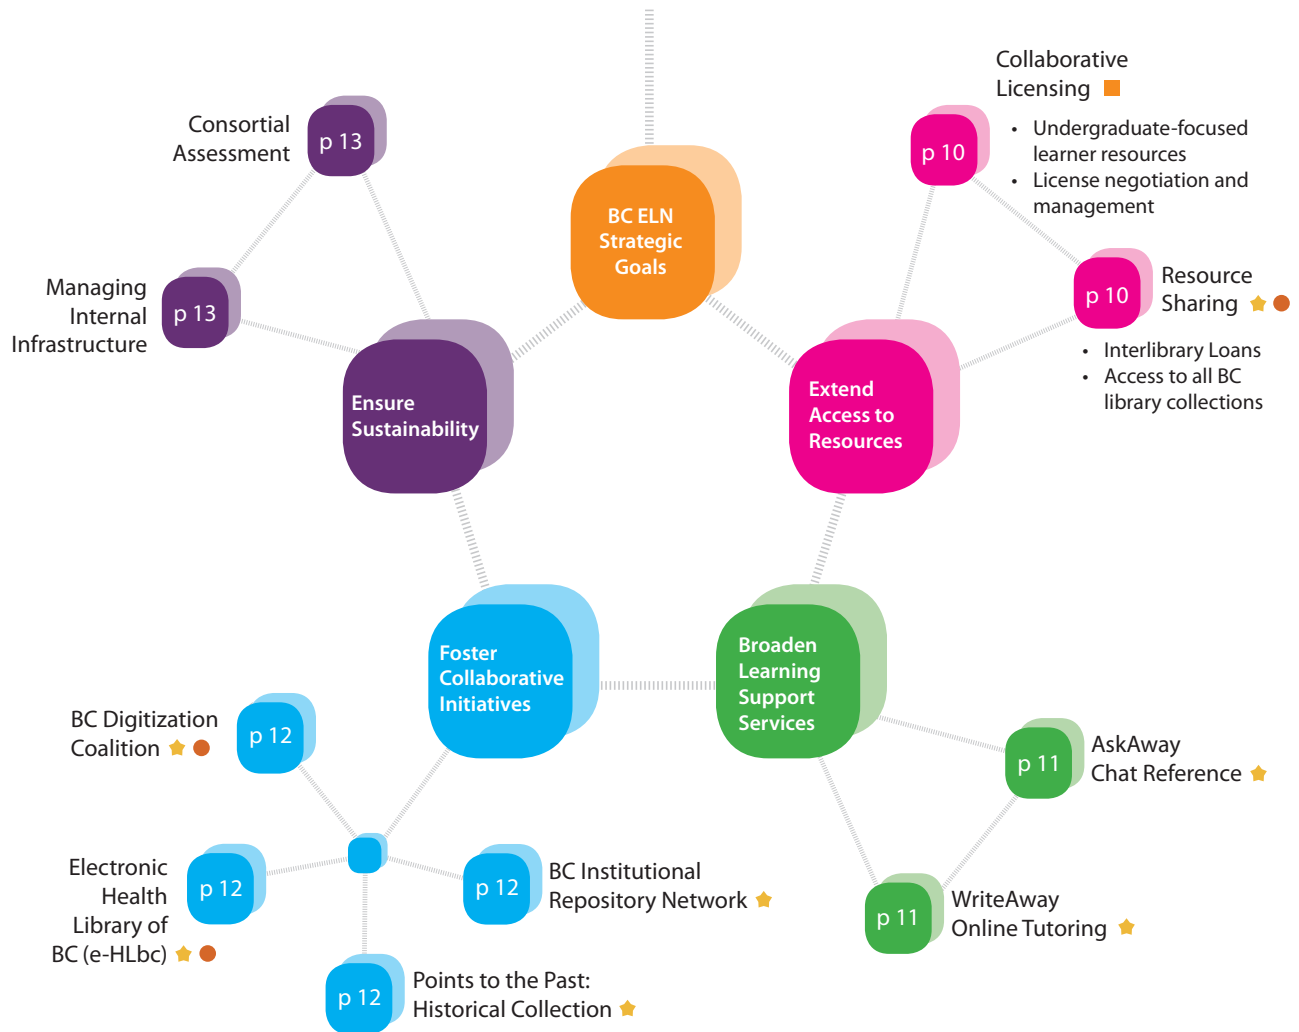 BC ELN
Strategic
Goals
Collaborative
Licensing
p 10
• Undergraduate-focused
learner resources
• License negotiation and
management
p 10
Resource
Sharing
• Interlibrary Loans
• Access to all BC
library collections
Extend
Access to
Resources
Consortial
Assessment
p 13
Managing
Internal
Infrastructure
p 13
Ensure
Sustainability
Foster
Collaborative
Initiatives
Broaden
Learning
Support
Services
BC Digitization
Coalition
p 12
Electronic
Health
Library of
BC (e-HLbc)
p 12
p 12
BC Institutional
Repository Network
p 12
Points to the Past:
Historical Collection
p 11
AskAway
Chat Reference
p 11
WriteAway
Online Tutoring